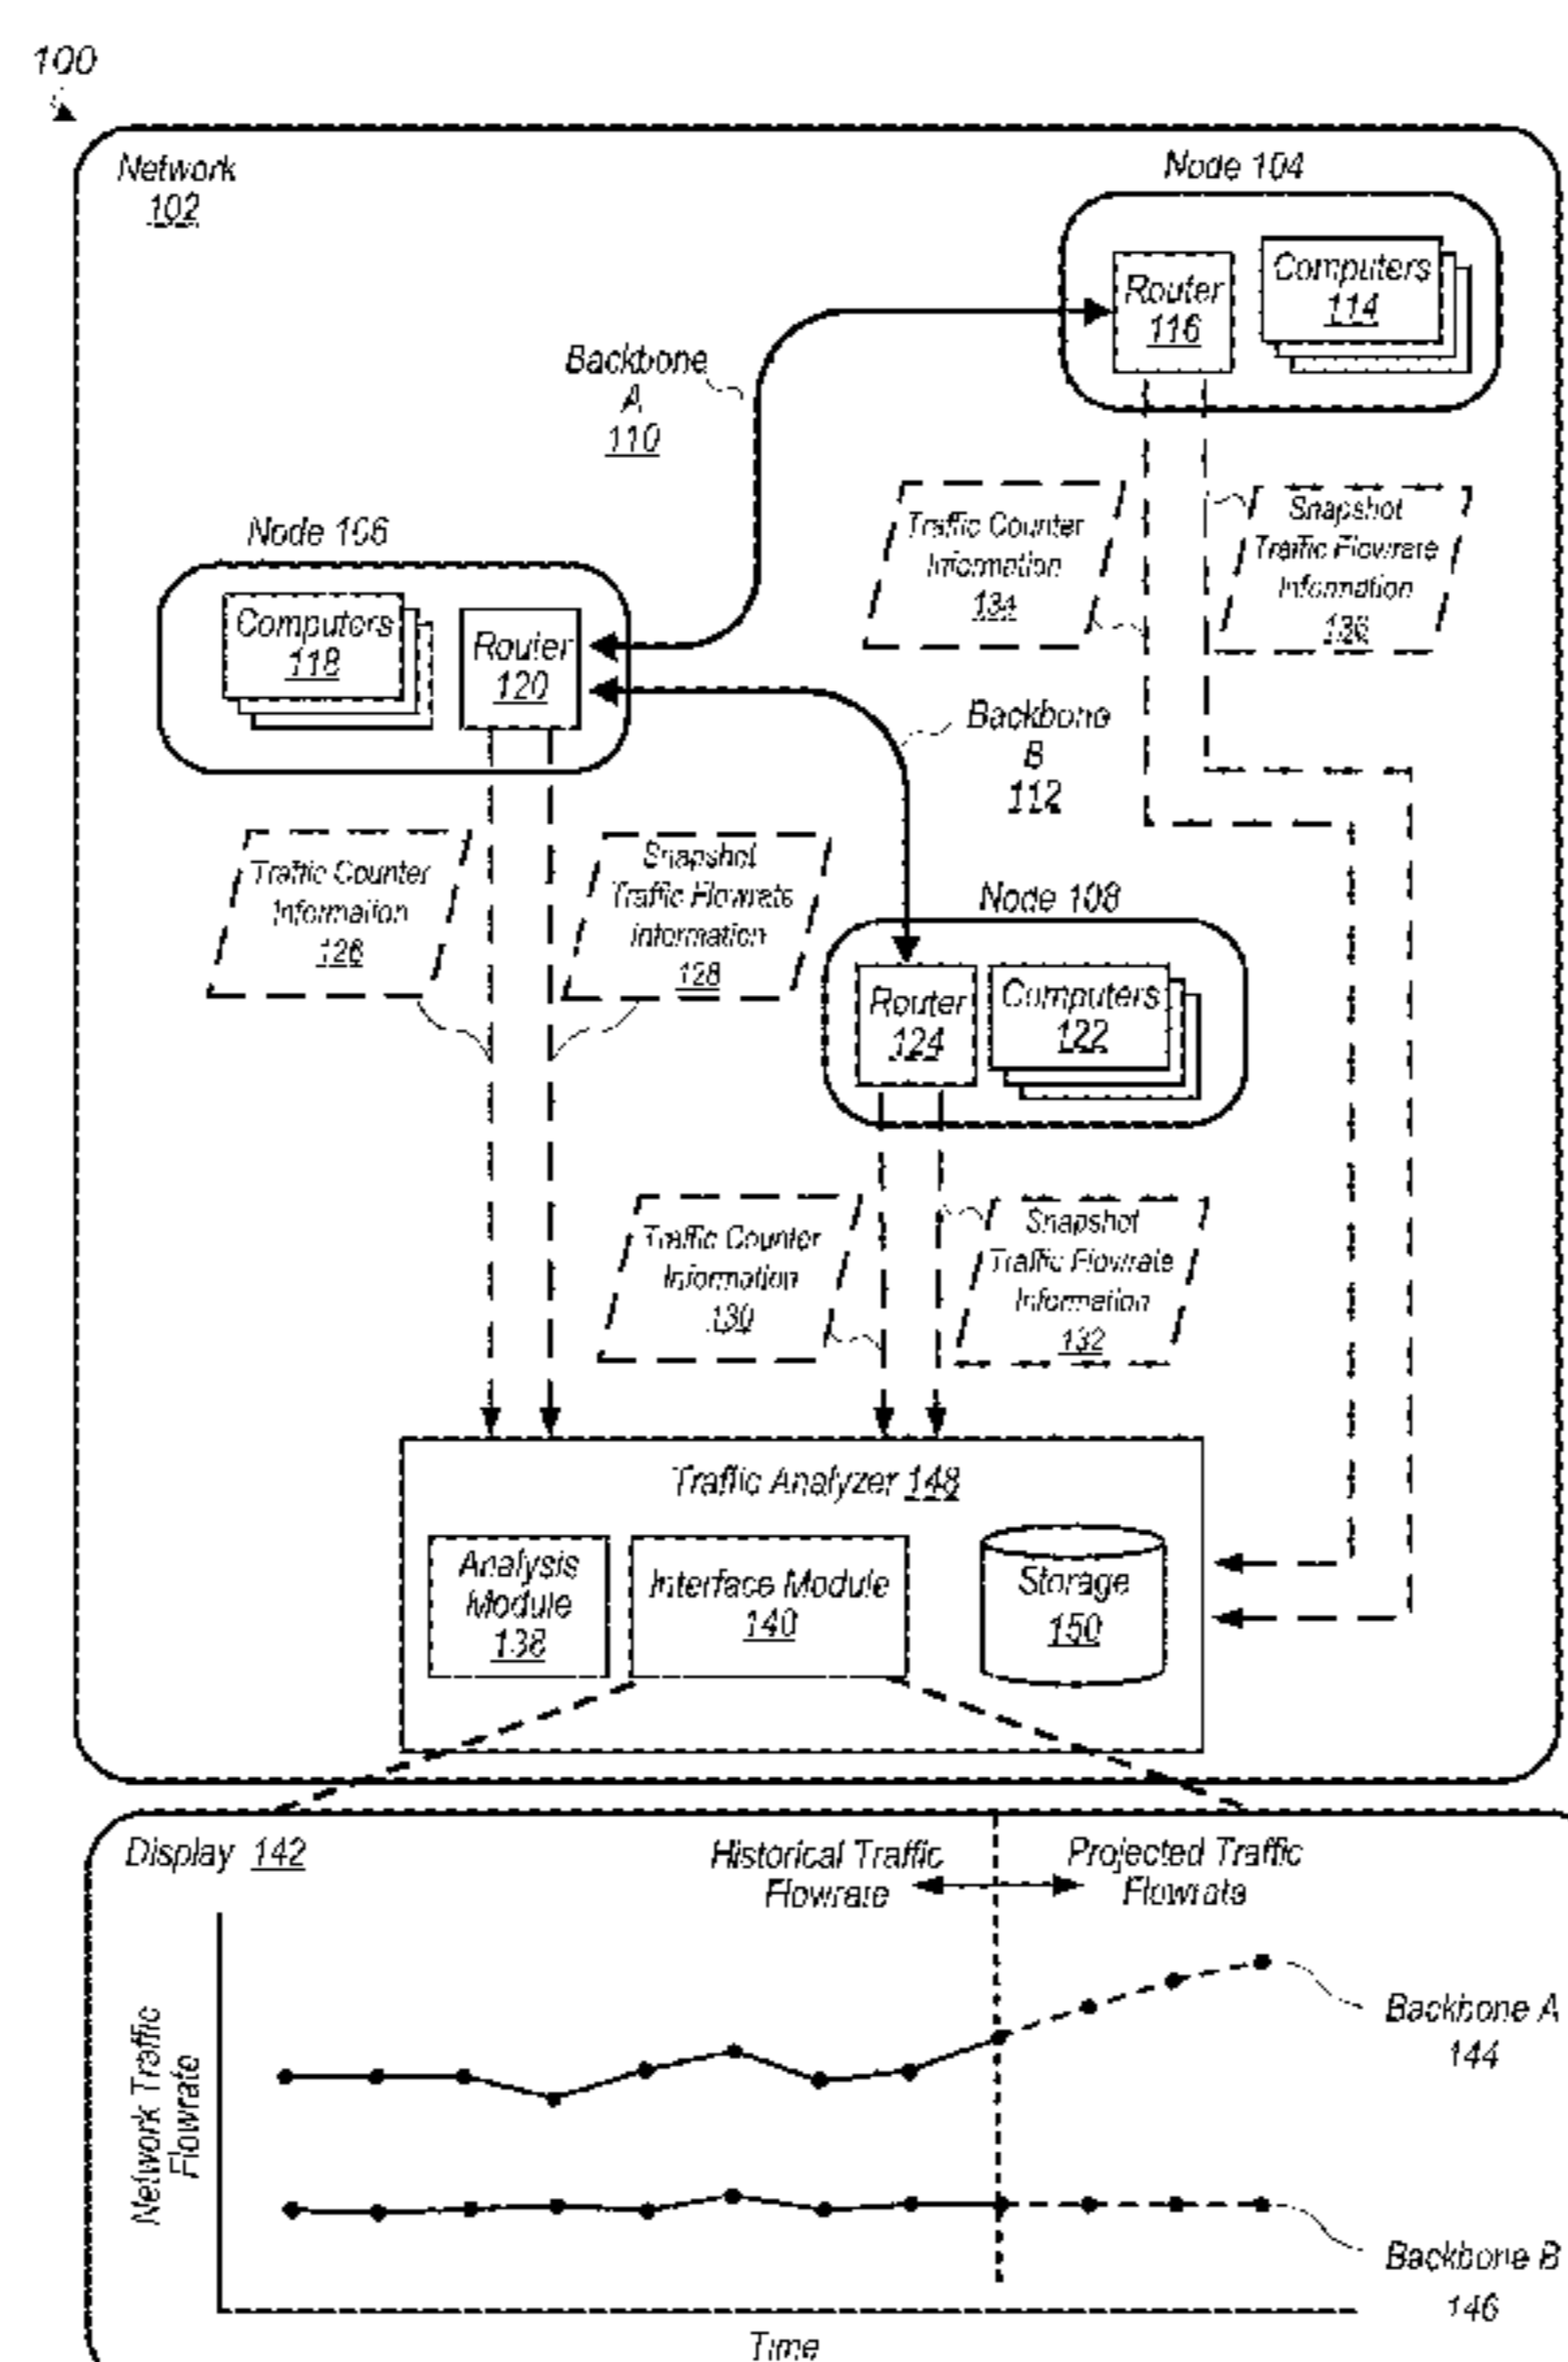 100
Network
102
Node 104
Router
116
Computers
114
Backbone
A
110
Node 106
Computers
118
Router
120
Traffic Counter
Information
134
Snapshot
Traffic Flowrate
Information
136
Backbone
B
112
Traffic Counter
Information
126
Snapshot
Traffic Flowrate
Information
128
Node 108
Router
124
Computers
122
Traffic Counter
Information
130
Snapshot
Traffic Flowrate
Information
132
Traffic Analyzer 148
Analysis
Module
138
Interface Module
140
Storage
150
Display 142
Historical Traffic
Flowrate
Projected Traffic
Flowrate
Network Traffic
Flowrate
Backbone A
144
Backbone B
146
Time